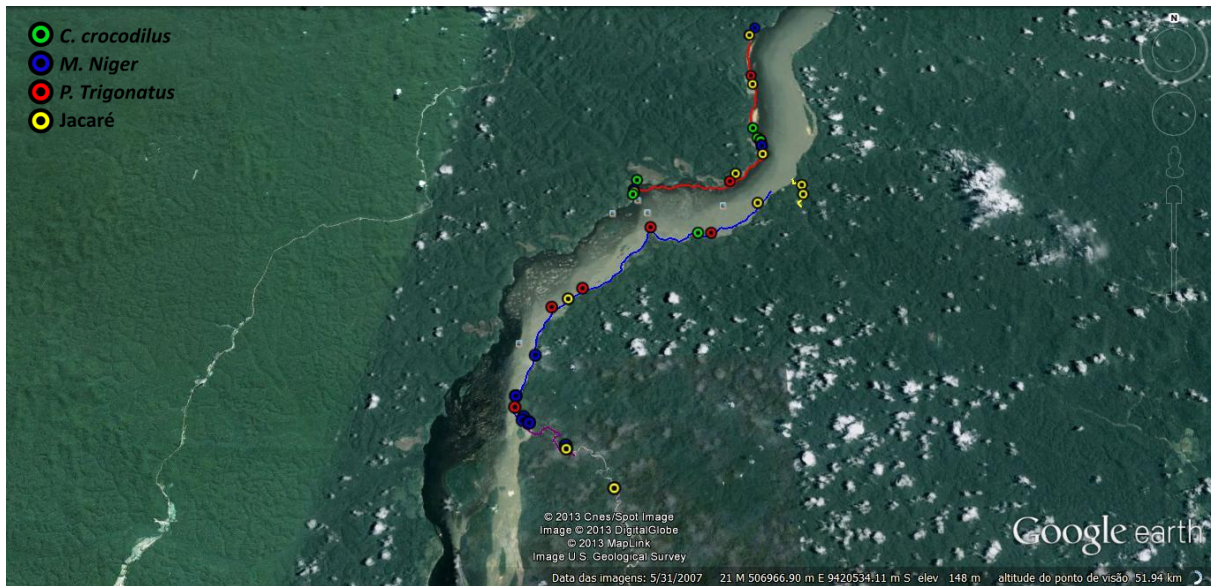 C. crocodilus
M. Niger
P. Trigonatus
Jacaré
N
© 2013 Cnes/Spot Image
Image © 2013 DigitalGlobe
© 2013 MapLink
Image U.S. Geological Survey
Google earth
Data das imagens: 5/31/2007 21 M 506966.90 m E 9420534.11 m S elev 148 m altitude do ponto de visão 51.94 km